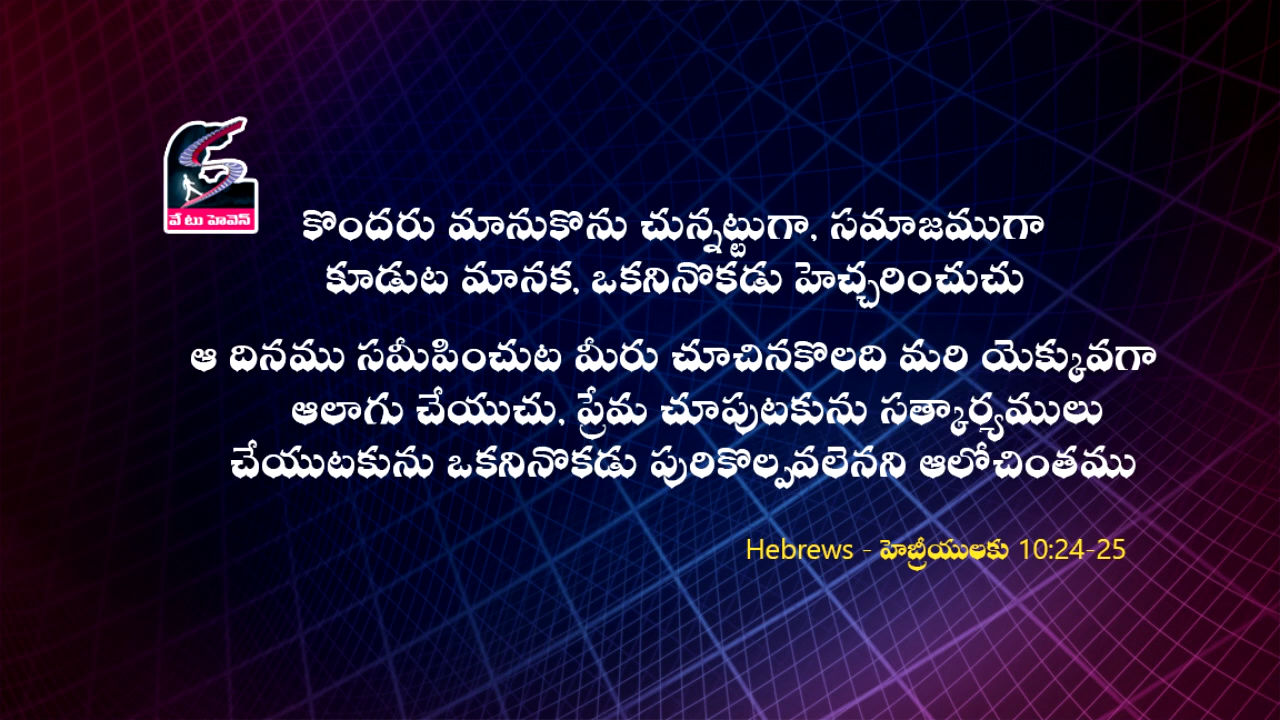 వే టు హెవెన్
కొందరు మానుకొను చున్నట్టుగా, సమాజముగా
కూడుట మానక, ఒకనినొకడు హెచ్చరించుచు
ఆ దినము సమీపించుట మీరు చూచినకొలది మరి యెక్కువగా
ఆలాగు చేయుచు, ప్రేమ చూపుటకును సత్కార్యములు
చేయుటకును ఒకనినొకడు పురికొల్పవలెనని ఆలోచింతము
Hebrews - హెబ్రీయులకు 10:24-25